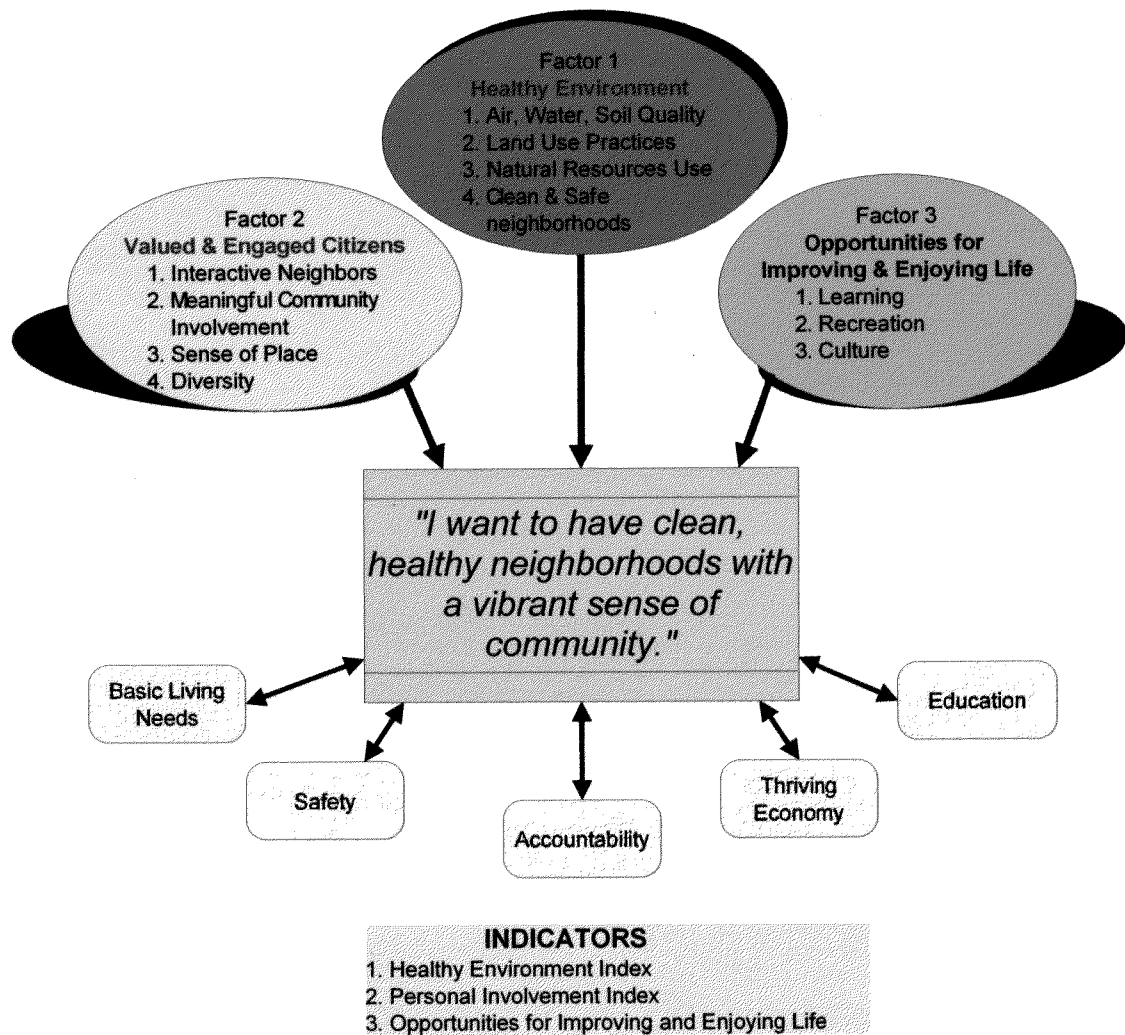 Factor 1
Healthy Environment
1. Air, Water, Soil Quality
2. Land Use Practices
3. Natural Resources Use
4. Clean & Safe
neighborhoods
Factor 2
Valued & Engaged Citizens
1. Interactive Neighbors
2. Meaningful Community
Involvement
3. Sense of Place
4. Diversity
Factor 3
Opportunities for
Improving & Enjoying Life
1. Learning
2. Recreation
3. Culture
"I want to have clean,
healthy neighborhoods with
a vibrant sense of
community."
Basic Living
Needs
Safety
Accountability
Thriving
Economy
Education
INDICATORS
1. Healthy Environment Index
2. Personal Involvement Index
3. Opportunities for Improving and Enjoying Life